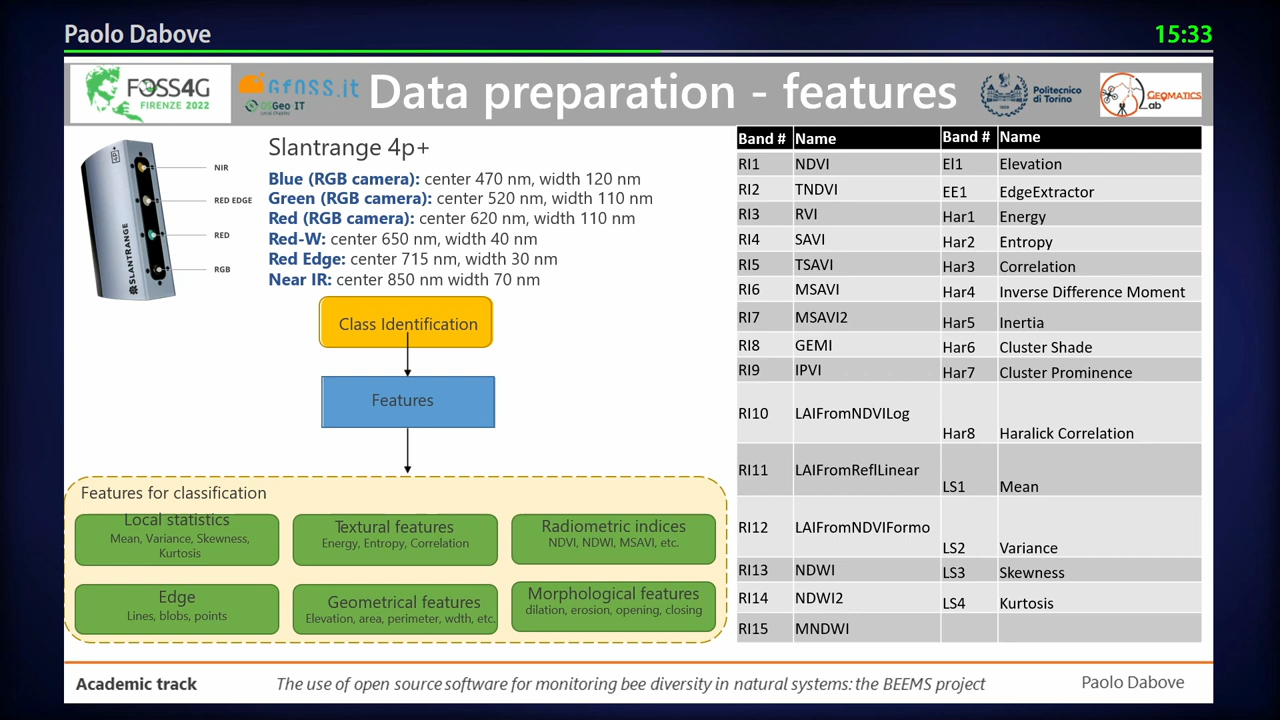 Paolo Dabove
15:33
FOSS4G
FIRENZE 2022
GFOSS.it
OSGeo IT
Data preparation - features
Politecnico
di Torino
GEOMATICS
Lab
NIR
RED EDGE
RED
RGB
SLANTRANGE
Slantrange 4p+
Blue (RGB camera): center 470 nm, width 120 nm
Green (RGB camera): center 520 nm, width 110 nm
Red (RGB camera): center 620 nm, width 110 nm
Red-W: center 650 nm, width 40 nm
Red Edge: center 715 nm, width 30 nm
Near IR: center 850 nm width 70 nm
Class Identification
Features
Features for classification
Local statistics
Mean, Variance, Skewness,
Kurtosis
Textural features
Energy, Entropy, Correlation
Radiometric indices
NDVI, NDWI, MSAVI, etc.
Edge
Lines, blobs, points
Geometrical features
Elevation, area, perimeter, wdth, etc.
Morphological features
dilation, erosion, opening, closing
Band # Name Band # Name
RI1 NDVI El1 Elevation
RI2 TNDVI EE1 EdgeExtractor
RI3 RVI Har1 Energy
RI4 SAVI Har2 Entropy
RI5 TSAVI Har3 Correlation
RI6 MSAVI Har4 Inverse Difference Moment
RI7 MSAVI2 Har5 Inertia
RI8 GEMI Har6 Cluster Shade
RI9 IPVI Har7 Cluster Prominence
RI10 LAIFromNDVILog Har8 Haralick Correlation
RI11 LAIFromReflLinear LS1 Mean
RI12 LAIFromNDVIFormo LS2 Variance
RI13 NDWI LS3 Skewness
RI14 NDWI2 LS4 Kurtosis
RI15 MNDWI
Academic track
The use of open source software for monitoring bee diversity in natural systems: the BEEMS project
Paolo Dabove